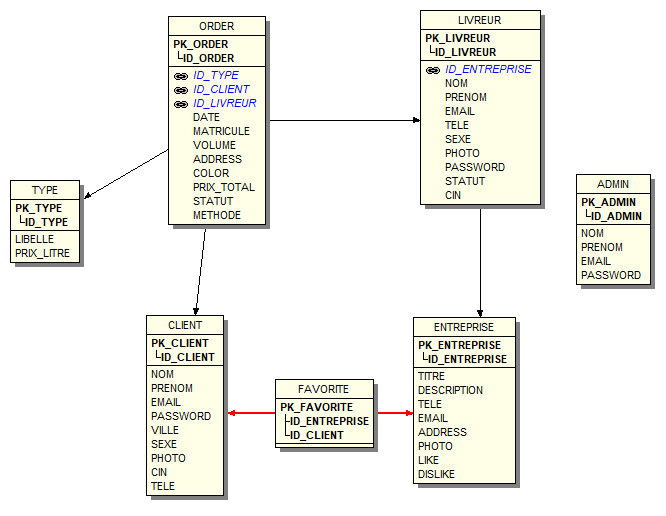 ORDER
PK_ORDER
ID_ORDER
ID_TYPE
ID_CLIENT
ID_LIVREUR
DATE
MATRICULE
VOLUME
ADDRESS
COLOR
PRIX_TOTAL
STATUT
METHODE
LIVREUR
PK_LIVREUR
ID_LIVREUR
ID_ENTREPRISE
NOM
PRENOM
EMAIL
TELE
SEXE
PHOTO
PASSWORD
STATUT
CIN
TYPE
PK_TYPE
ID_TYPE
LIBELLE
PRIX_LITRE
ADMIN
PK_ADMIN
ID_ADMIN
NOM
PRENOM
EMAIL
PASSWORD
CLIENT
PK_CLIENT
ID_CLIENT
NOM
PRENOM
EMAIL
PASSWORD
VILLE
SEXE
PHOTO
CIN
TELE
FAVORITE
PK_FAVORITE
ID_ENTREPRISE
ID_CLIENT
ENTREPRISE
PK_ENTREPRISE
ID_ENTREPRISE
TITRE
DESCRIPTION
TELE
EMAIL
ADDRESS
PHOTO
LIKE
DISLIKE